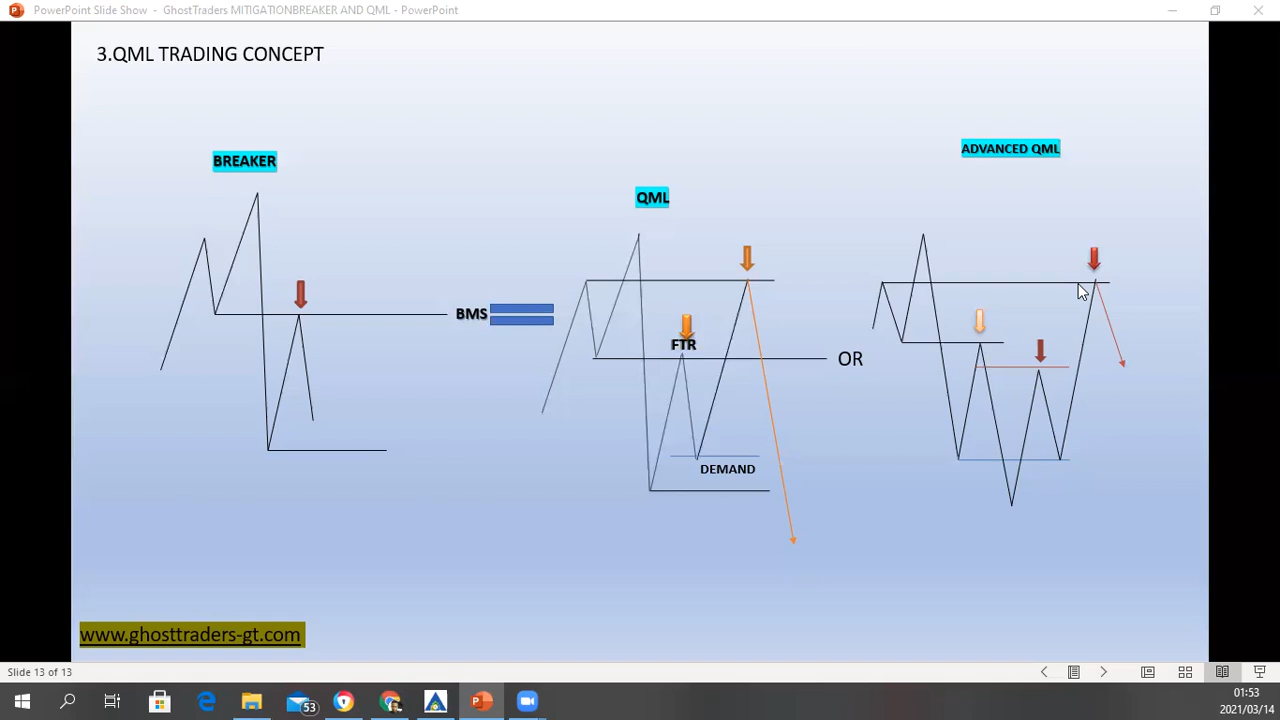 PowerPoint Slide Show - GhostTraders MITIGATIONBREAKER AND QML - PowerPoint
3.QML TRADING CONCEPT
BREAKER
QML
ADVANCED QML
BMS
FTR
OR
DEMAND
www.ghosttraders-gt.com
Slide 13 of 13
53
01:53
2021/03/14